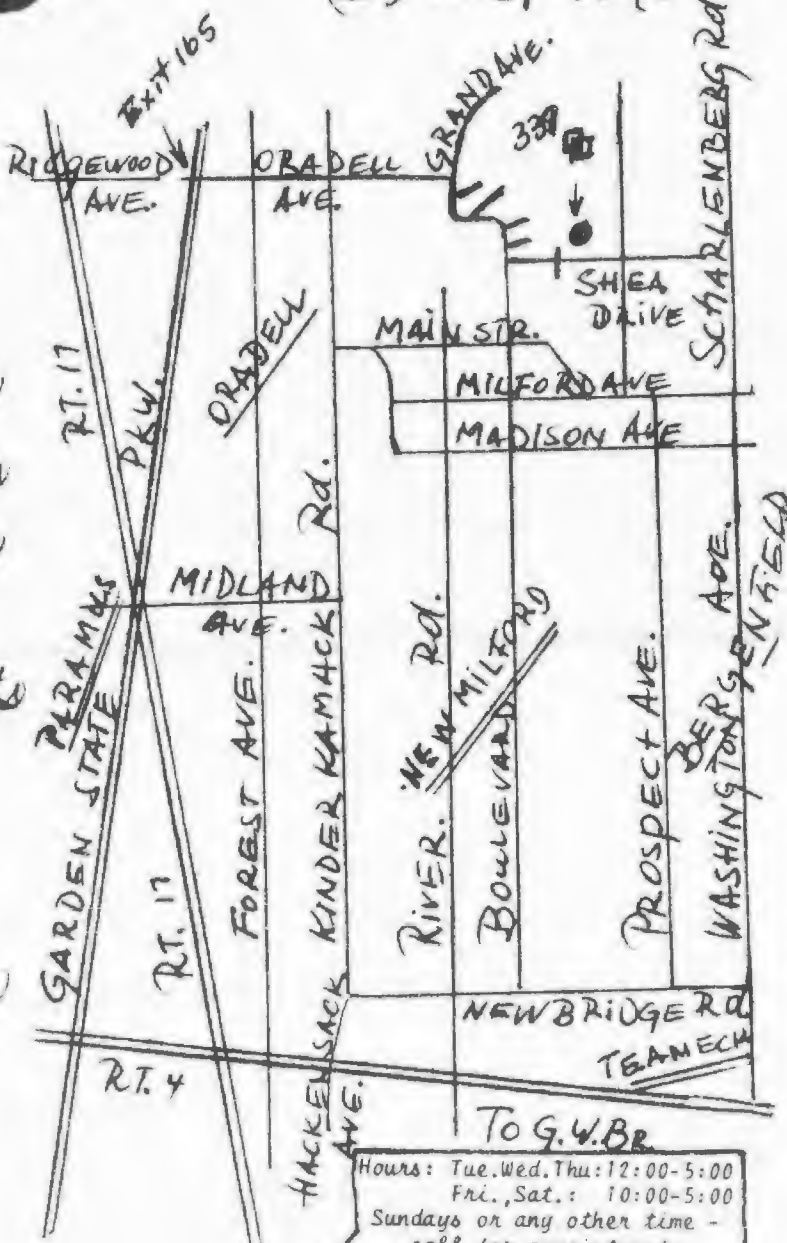 Exit 165
GRAND AVE.
SCHARLENBERG Rd
339
RIDGEWOOD
AVE.
ORADELL
AVE.
SHEA
DRIVE
ORADELL
MAIN STR.
RT. 17
PKW.
MILFORD AVE
MADISON AVE
MIDLAND
AVE.
PARAMUS
GARDEN STATE
RT. 17
FOREST AVE.
KINDER KAMACK Rd.
RIVER Rd.
NEW MILFORD
BOULEVARD
PROSPECT AVE.
BERGENFIELD
WASHINGTON AVE.
HACKENSACK
AVE.
NEWBRIDGE Rd.
TEANECK
RT. 4
TO G.W.BR
Hours: Tue.Wed.Thu:12:00-5:00
Fri.,Sat.: 10:00-5:00
Sundays or any other time -